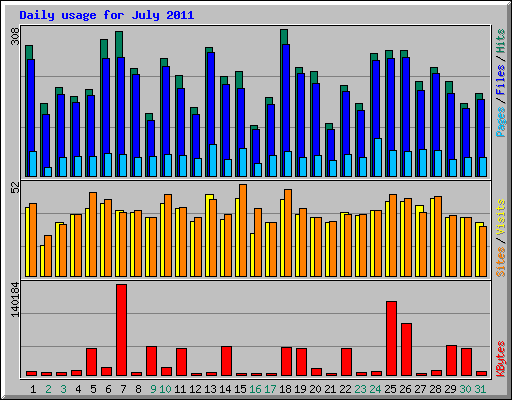 Daily usage for July 2011
308
Pages / Files / Hits
52
Sites / Visits
140184
KBytes
1 2 3 4 5 6 7 8 9 10 11 12 13 14 15 16 17 18 19 20 21 22 23 24 25 26 27 28 29 30 31